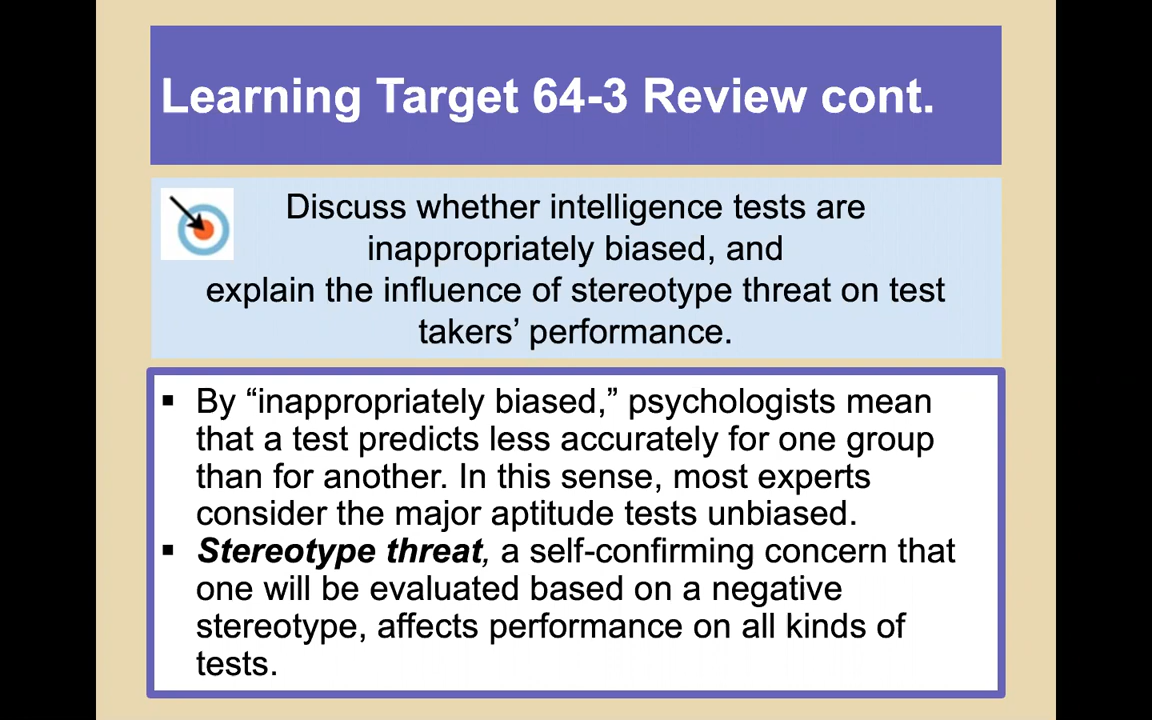 Learning Target 64-3 Review cont.
Discuss whether intelligence tests are
inappropriately biased, and
explain the influence of stereotype threat on test
takers’ performance.
▪ By “inappropriately biased,” psychologists mean
that a test predicts less accurately for one group
than for another. In this sense, most experts
consider the major aptitude tests unbiased.
▪ Stereotype threat, a self-confirming concern that
one will be evaluated based on a negative
stereotype, affects performance on all kinds of
tests.